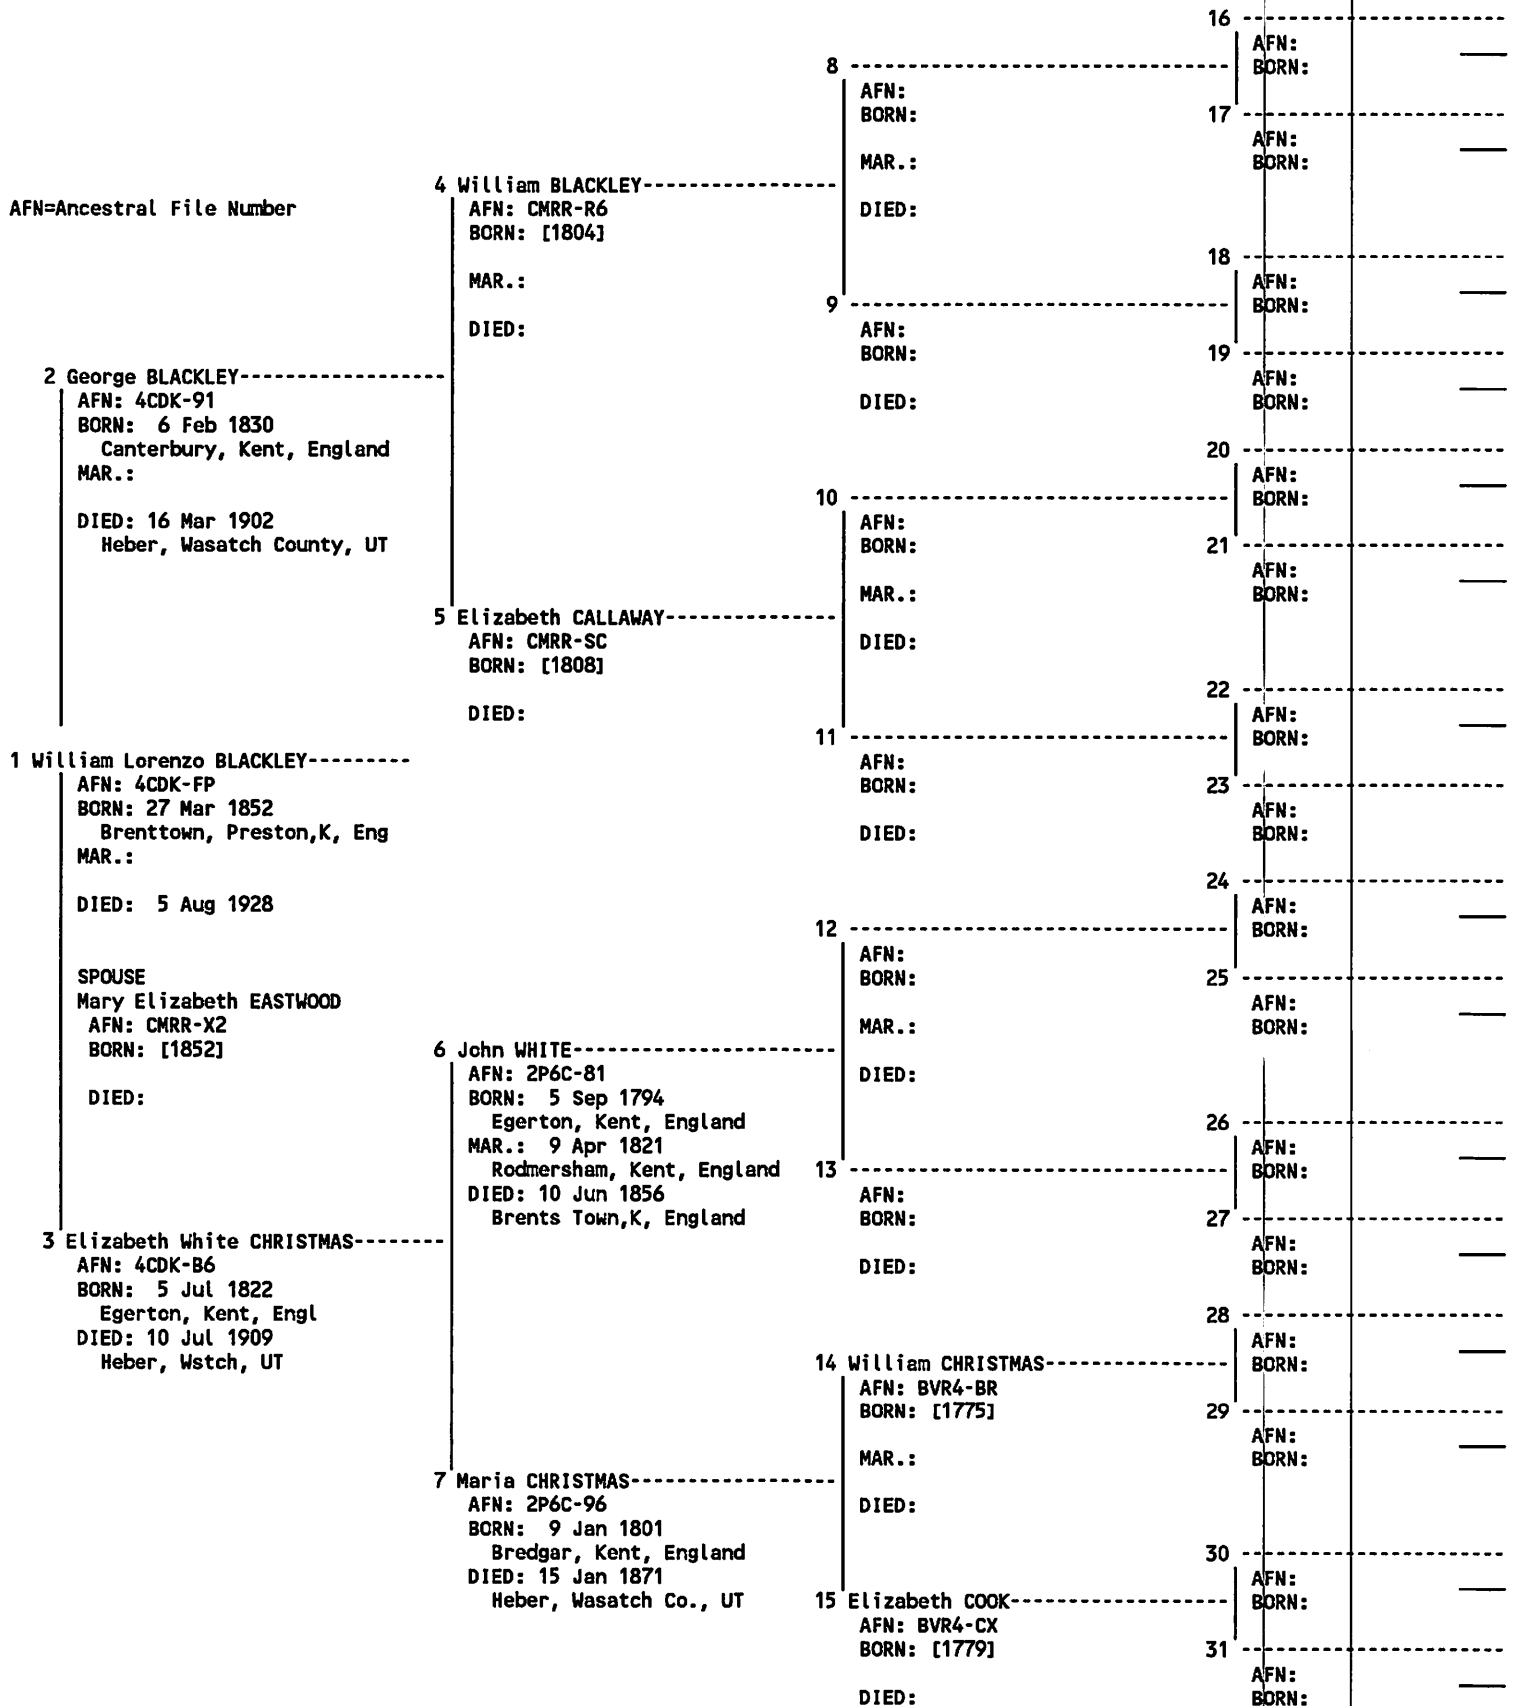 AFN=Ancestral File Number
1 William Lorenzo BLACKLEY---------
AFN: 4CDK-FP
BORN: 27 Mar 1852
Brenttown, Preston,K, Eng
MAR.:
DIED: 5 Aug 1928
SPOUSE
Mary Elizabeth EASTWOOD
AFN: CMRR-X2
BORN: [1852]
DIED:
2 George BLACKLEY------------------
AFN: 4CDK-91
BORN: 6 Feb 1830
Canterbury, Kent, England
MAR.:
DIED: 16 Mar 1902
Heber, Wasatch County, UT
3 Elizabeth White CHRISTMAS--------
AFN: 4CDK-B6
BORN: 5 Jul 1822
Egerton, Kent, Engl
DIED: 10 Jul 1909
Heber, Wstch, UT
4 William BLACKLEY-----------------
AFN: CMRR-R6
BORN: [1804]
MAR.:
DIED:
5 Elizabeth CALLAWAY---------------
AFN: CMRR-SC
BORN: [1808]
DIED:
6 John WHITE-----------------------
AFN: 2P6C-81
BORN: 5 Sep 1794
Egerton, Kent, England
MAR.: 9 Apr 1821
Rodmersham, Kent, England
DIED: 10 Jun 1856
Brents Town,K, England
7 Maria CHRISTMAS------------------
AFN: 2P6C-96
BORN: 9 Jan 1801
Bredgar, Kent, England
DIED: 15 Jan 1871
Heber, Wasatch Co., UT
8 ---------------------------------
AFN:
BORN:
MAR.:
DIED:
9 ---------------------------------
AFN:
BORN:
DIED:
10 ---------------------------------
AFN:
BORN:
MAR.:
DIED:
11 ---------------------------------
AFN:
BORN:
DIED:
12 ---------------------------------
AFN:
BORN:
MAR.:
DIED:
13 ---------------------------------
AFN:
BORN:
DIED:
14 William CHRISTMAS----------------
AFN: BVR4-BR
BORN: [1775]
MAR.:
DIED:
15 Elizabeth COOK-------------------
AFN: BVR4-CX
BORN: [1779]
DIED:
16 -----------------------
AFN:
BORN:
17 -----------------------
AFN:
BORN:
18 -----------------------
AFN:
BORN:
19 -----------------------
AFN:
BORN:
20 -----------------------
AFN:
BORN:
21 -----------------------
AFN:
BORN:
22 -----------------------
AFN:
BORN:
23 -----------------------
AFN:
BORN:
24 -----------------------
AFN:
BORN:
25 -----------------------
AFN:
BORN:
26 -----------------------
AFN:
BORN:
27 -----------------------
AFN:
BORN:
28 -----------------------
AFN:
BORN:
29 -----------------------
AFN:
BORN:
30 -----------------------
AFN:
BORN:
31 -----------------------
AFN:
BORN: